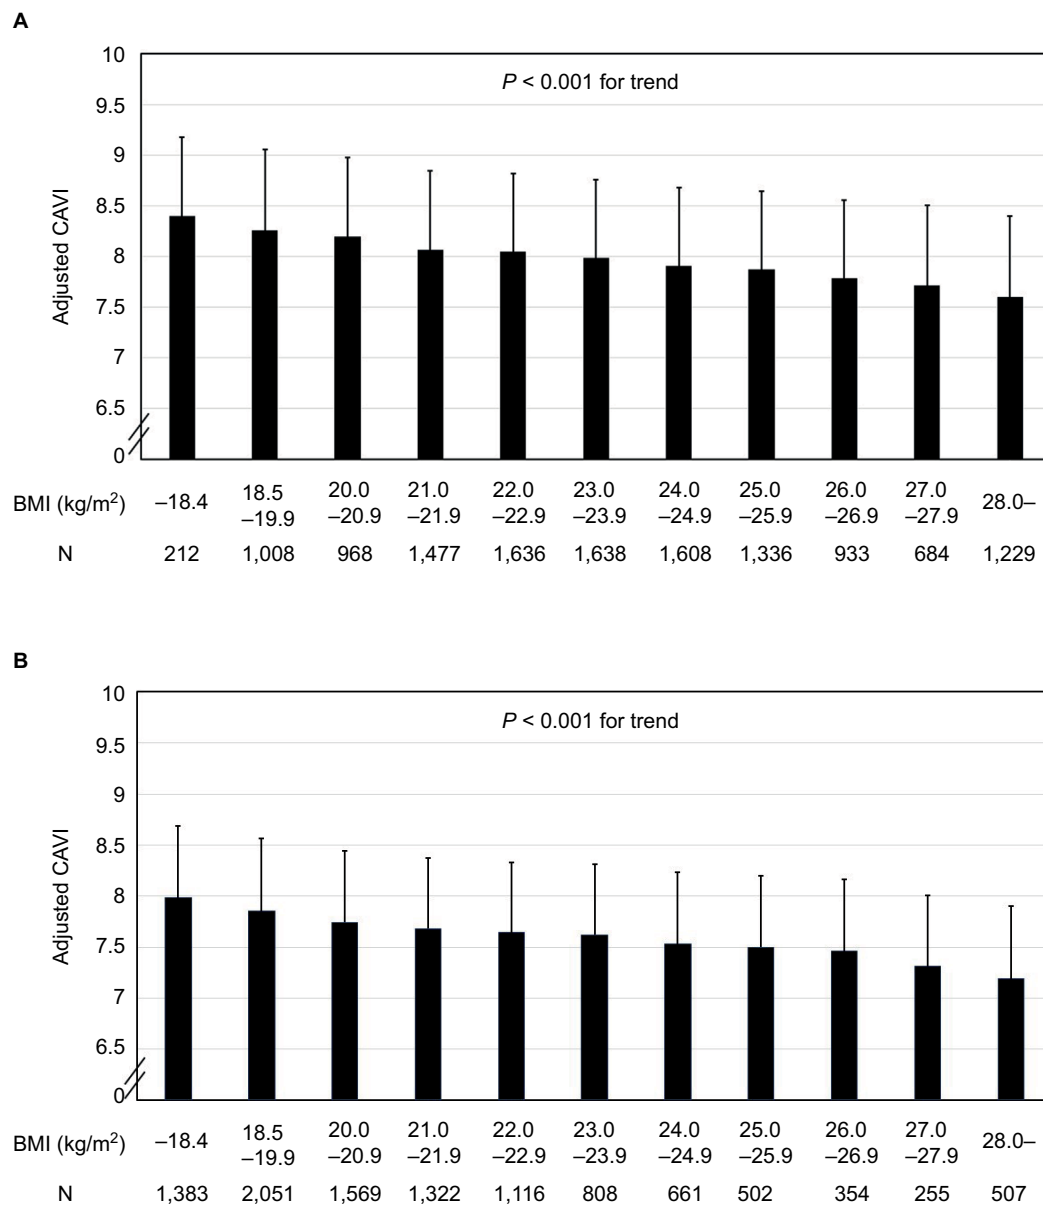 A
P < 0.001 for trend
10
9.5
9
8.5
8
7.5
7
6.5
0
Adjusted CAVI
BMI (kg/m²) –18.4 18.5 –19.9 20.0 –20.9 21.0 –21.9 22.0 –22.9 23.0 –23.9 24.0 –24.9 25.0 –25.9 26.0 –26.9 27.0 –27.9 28.0–
N 212 1,008 968 1,477 1,636 1,638 1,608 1,336 933 684 1,229
B
P < 0.001 for trend
10
9.5
9
8.5
8
7.5
7
6.5
0
Adjusted CAVI
BMI (kg/m²) –18.4 18.5 –19.9 20.0 –20.9 21.0 –21.9 22.0 –22.9 23.0 –23.9 24.0 –24.9 25.0 –25.9 26.0 –26.9 27.0 –27.9 28.0–
N 1,383 2,051 1,569 1,322 1,116 808 661 502 354 255 507